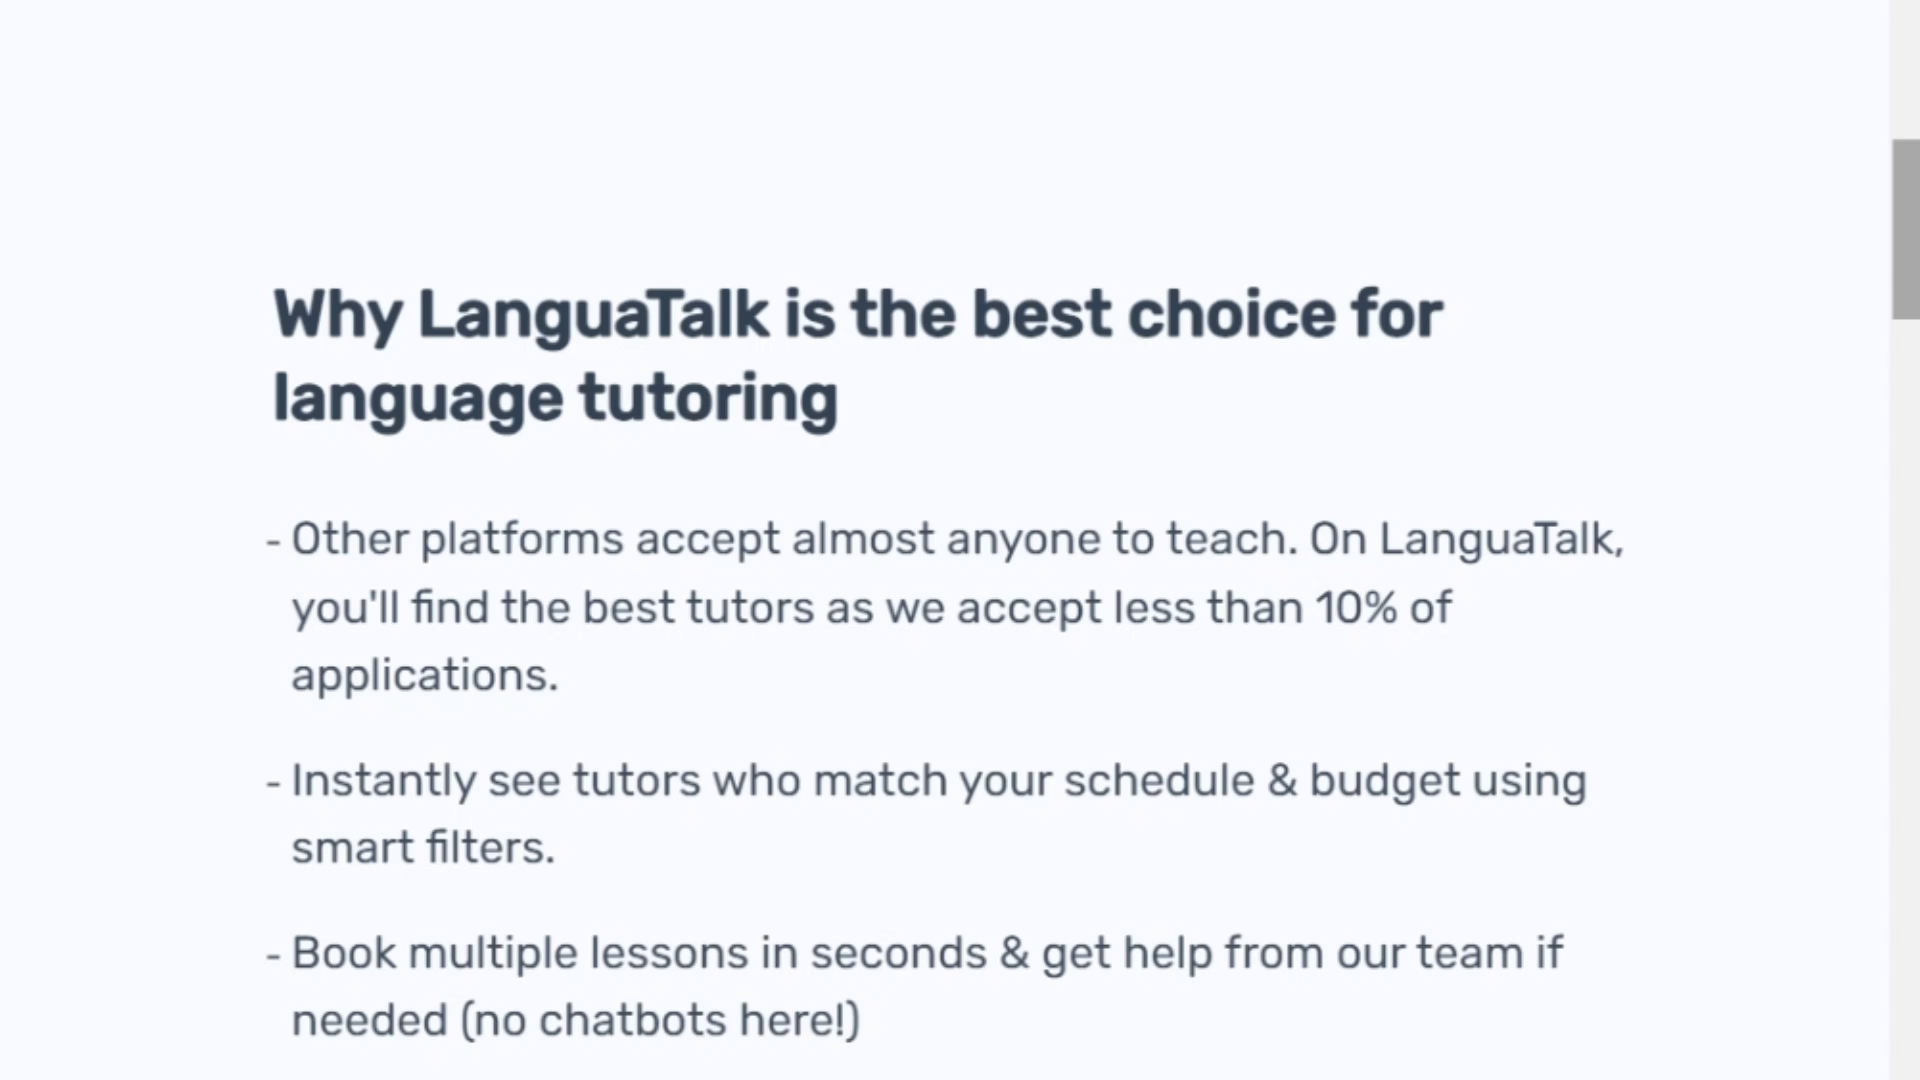 Why LanguaTalk is the best choice for
language tutoring
- Other platforms accept almost anyone to teach. On LanguaTalk,
you'll find the best tutors as we accept less than 10% of
applications.
- Instantly see tutors who match your schedule & budget using
smart filters.
- Book multiple lessons in seconds & get help from our team if
needed (no chatbots here!)